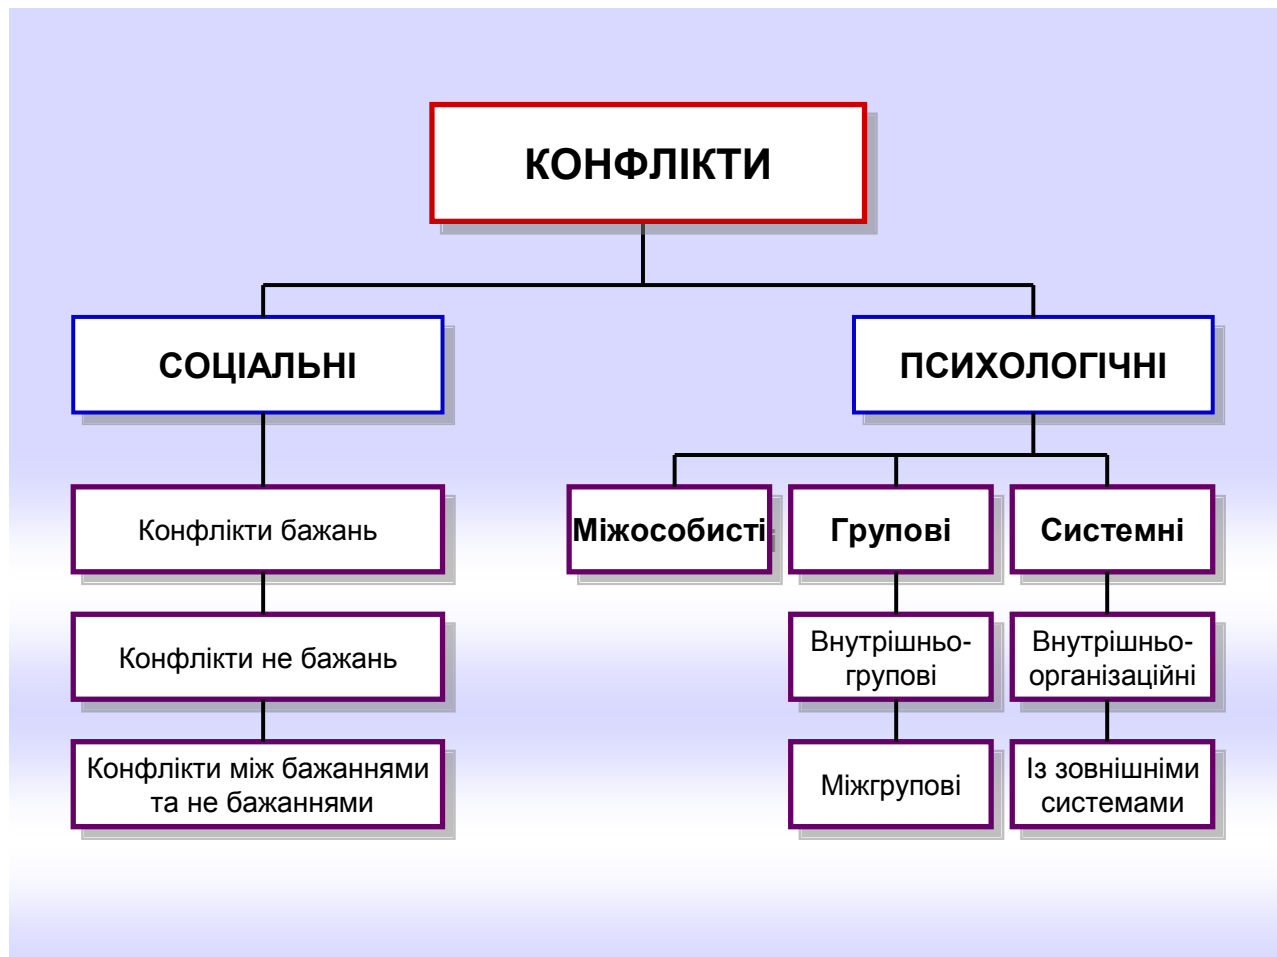 КОНФЛІКТИ
СОЦІАЛЬНІ
ПСИХОЛОГІЧНІ
Конфлікти бажань
Міжособисті
Групові
Системні
Конфлікти не бажань
Внутрішньо-
групові
Внутрішньо-
організаційні
Конфлікти між бажаннями
та не бажаннями
Міжгрупові
Із зовнішніми
системами